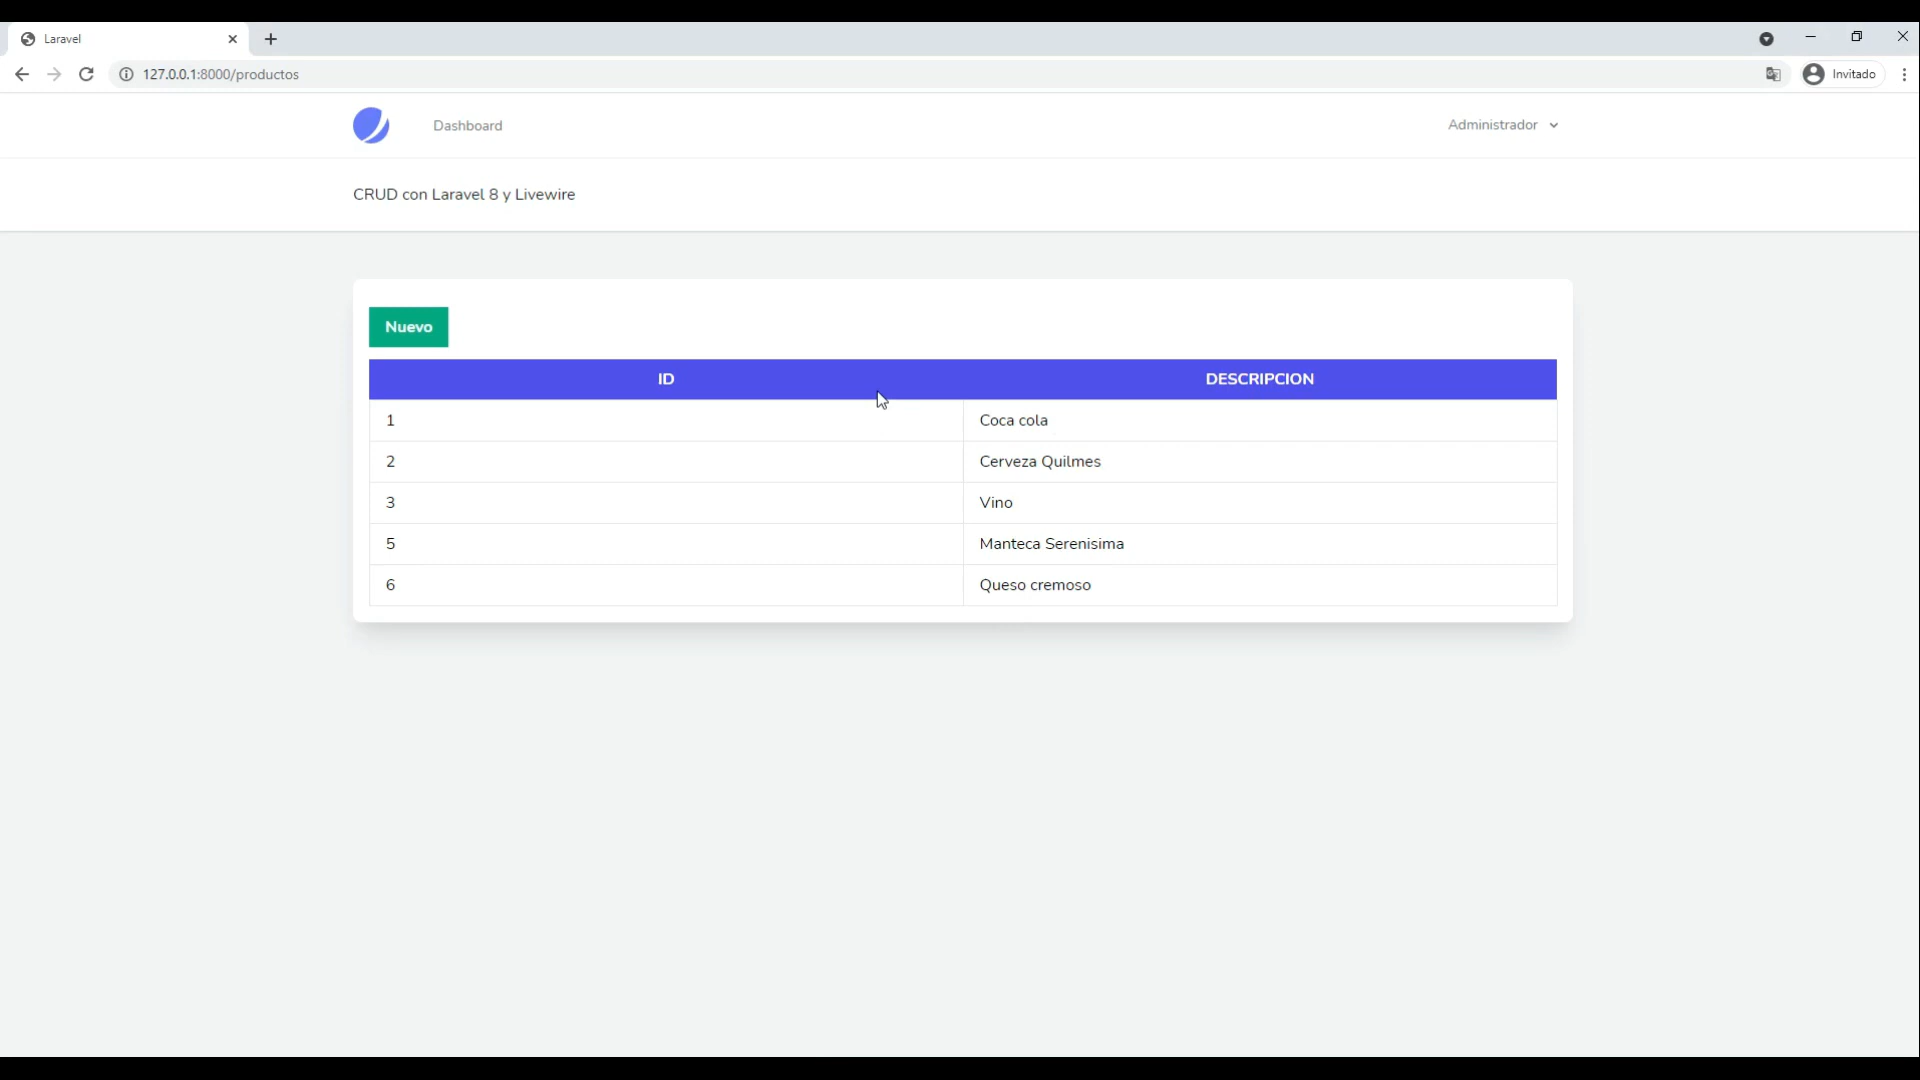 Laravel
127.0.0.1:8000/productos
Invitado
Dashboard
Administrador
CRUD con Laravel 8 y Livewire
Nuevo
ID DESCRIPCION
1 Coca cola
2 Cerveza Quilmes
3 Vino
5 Manteca Serenisima
6 Queso cremoso